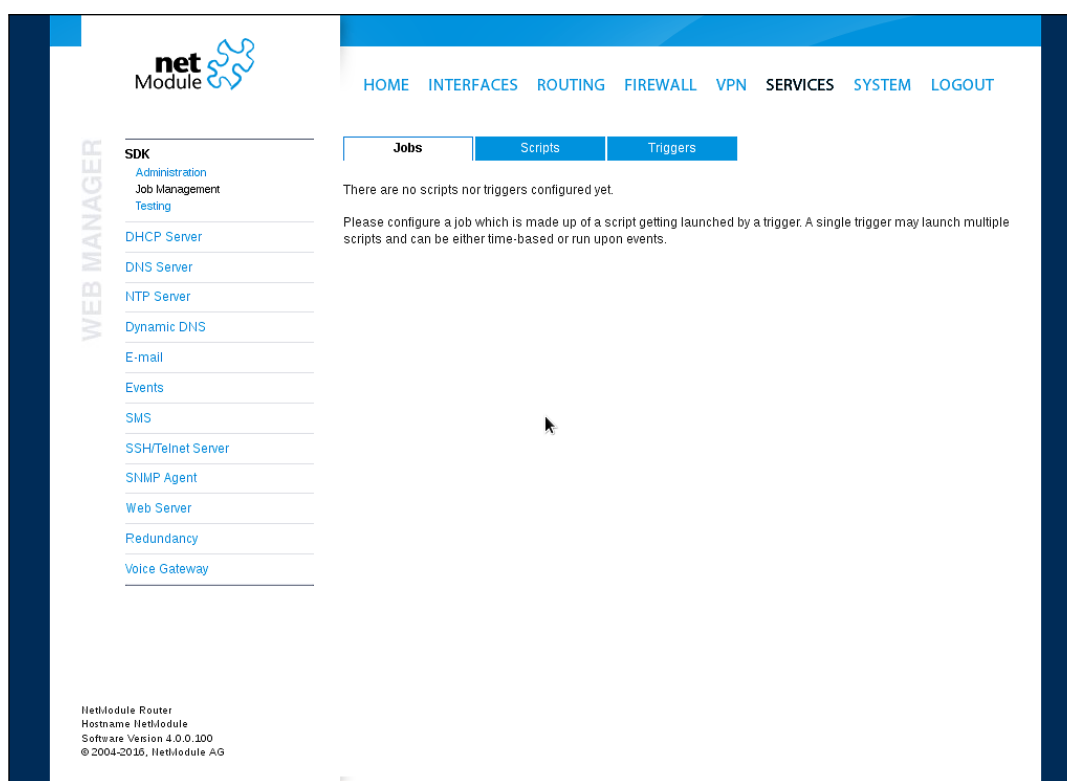 net
Module
HOME INTERFACES ROUTING FIREWALL VPN SERVICES SYSTEM LOGOUT
WEB MANAGER
SDK
Administration
Job Management
Testing
DHCP Server
DNS Server
NTP Server
Dynamic DNS
E-mail
Events
SMS
SSH/Telnet Server
SNMP Agent
Web Server
Redundancy
Voice Gateway
Jobs Scripts Triggers
There are no scripts nor triggers configured yet.
Please configure a job which is made up of a script getting launched by a trigger. A single trigger may launch multiple
scripts and can be either time-based or run upon events.
NetModule Router
Hostname NetModule
Software Version 4.0.0.100
© 2004-2016, NetModule AG